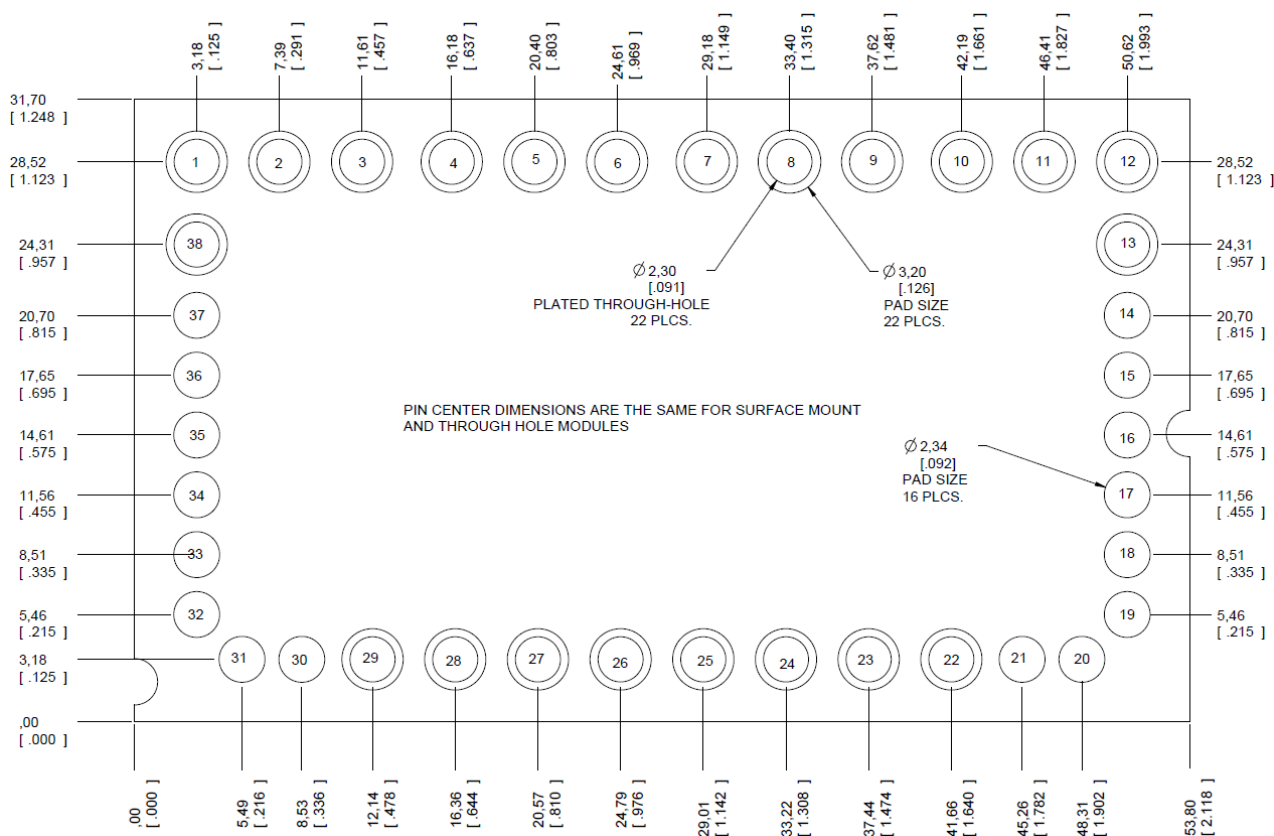 3,18
[ .125 ]
7,39
[ .291 ]
11,61
[ .457 ]
16,18
[ .637 ]
20,40
[ .803 ]
24,61
[ .969 ]
29,18
[ 1.149 ]
33,40
[ 1.315 ]
37,62
[ 1.481 ]
42,19
[ 1.661 ]
46,41
[ 1.827 ]
50,62
[ 1.993 ]
31,70
[ 1.248 ]
28,52
[ 1.123 ]
1
2
3
4
5
6
7
8
9
10
11
12
28,52
[ 1.123 ]
24,31
[ .957 ]
38
13
24,31
[ .957 ]
∅ 2,30
[.091]
PLATED THROUGH-HOLE
22 PLCS.
∅ 3,20
[.126]
PAD SIZE
22 PLCS.
20,70
[ .815 ]
37
14
20,70
[ .815 ]
17,65
[ .695 ]
36
15
17,65
[ .695 ]
PIN CENTER DIMENSIONS ARE THE SAME FOR SURFACE MOUNT
AND THROUGH HOLE MODULES
14,61
[ .575 ]
35
16
14,61
[ .575 ]
∅ 2,34
[.092]
PAD SIZE
16 PLCS.
11,56
[ .455 ]
34
17
11,56
[ .455 ]
8,51
[ .335 ]
33
18
8,51
[ .335 ]
5,46
[ .215 ]
32
19
5,46
[ .215 ]
3,18
[ .125 ]
31
30
29
28
27
26
25
24
23
22
21
20
,00
[ .000 ]
,00
[ .000 ]
5,49
[ .216 ]
8,53
[ .336 ]
12,14
[ .478 ]
16,36
[ .644 ]
20,57
[ .810 ]
24,79
[ .976 ]
29,01
[ 1.142 ]
33,22
[ 1.308 ]
37,44
[ 1.474 ]
41,66
[ 1.640 ]
45,26
[ 1.782 ]
48,31
[ 1.902 ]
53,80
[ 2.118 ]